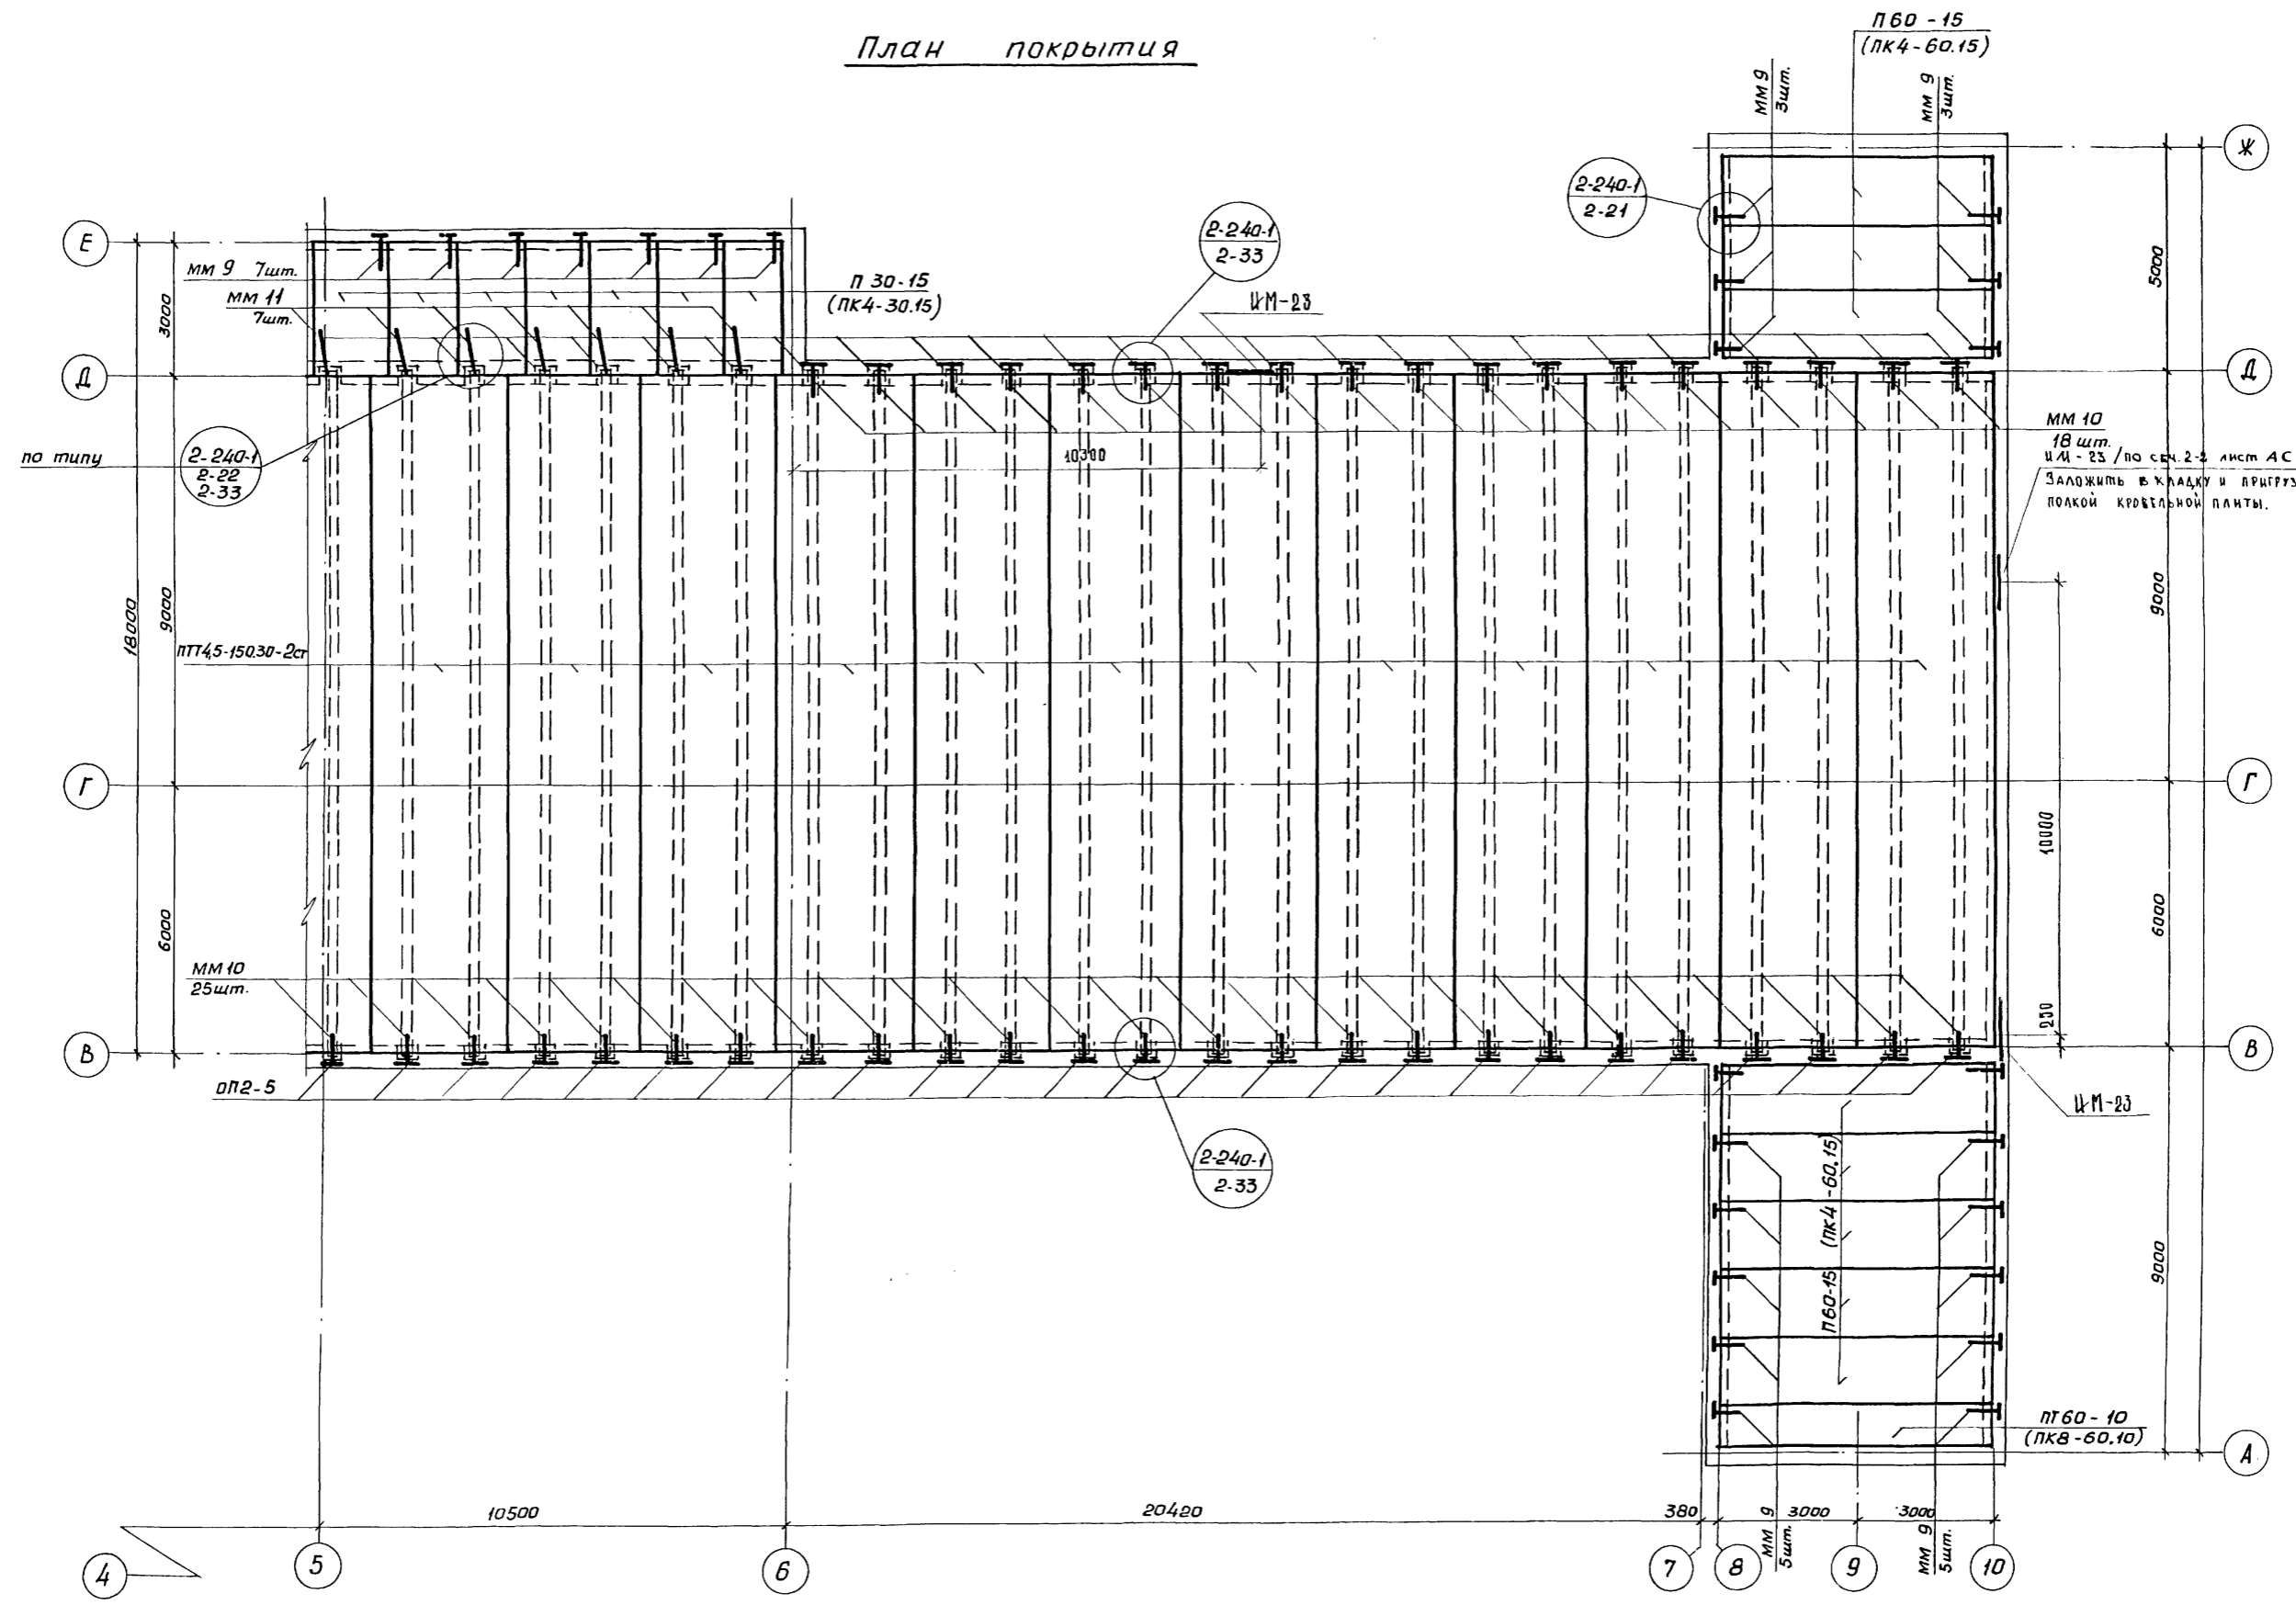 План покрытия
П60-15
(ПК4-60.15)
ММ 9
3шт.
ММ 9
3шт.
Ж
2-240-1
2-21
2-240-1
2-33
Е
ММ 9 7шт.
ММ 11
7шт.
П 30-15
(ПК4-30.15)
ИМ-23
3000
5000
Д
Д
по типу
2-240-1
2-22
2-33
10300
ММ 10
18 шт.
ИМ-23 /по сеч. 2-2 лист АС
Заложить в кладку и пригруз
полкой кровельной плиты.
18000
9000
9000
ПТТ4,5-150.30-2ст
Г
Г
10000
6000
6000
ММ10
25шт.
250
В
В
ОП2-5
ИМ-23
2-240-1
2-33
П60-15 (ПК4-60.15)
9000
ПТ60-10
(ПК8-60.10)
А
10500
20420
380
3000
3000
ММ 9
5шт.
ММ 9
5шт.
4
5
6
7
8
9
10